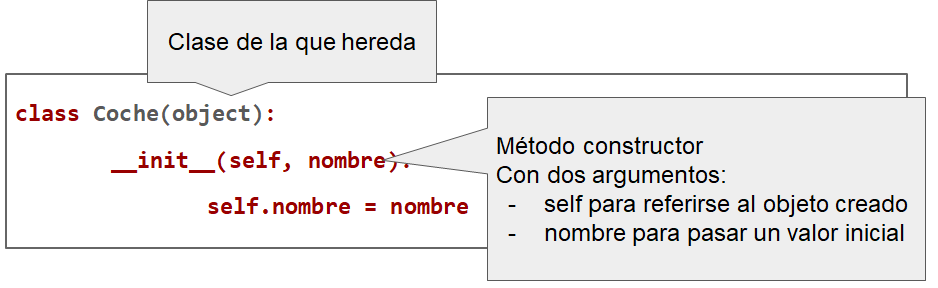 Clase de la que hereda
class Coche(object):
__init__(self, nombre):
self.nombre = nombre
Método constructor
Con dos argumentos:
- self para referirse al objeto creado
- nombre para pasar un valor inicial